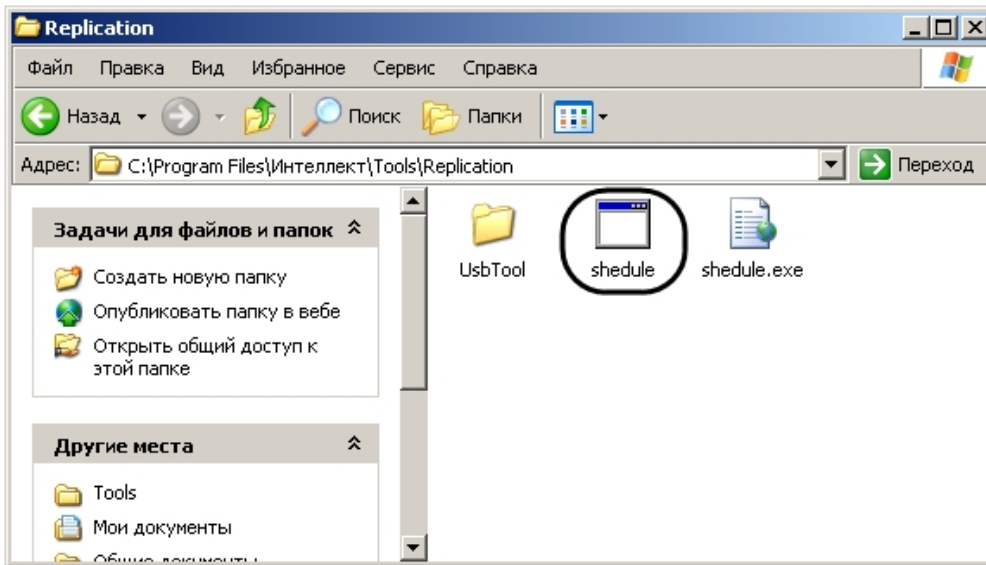 Replication
Файл Правка Вид Избранное Сервис Справка
Назад Поиск Папки
Адрес: C:\Program Files\Интеллект\Tools\Replication Переход
Задачи для файлов и папок
Создать новую папку
Опубликовать папку в вебе
Открыть общий доступ к
этой папке
Другие места
Tools
Мои документы
Общие документы
UsbTool shedule shedule.exe